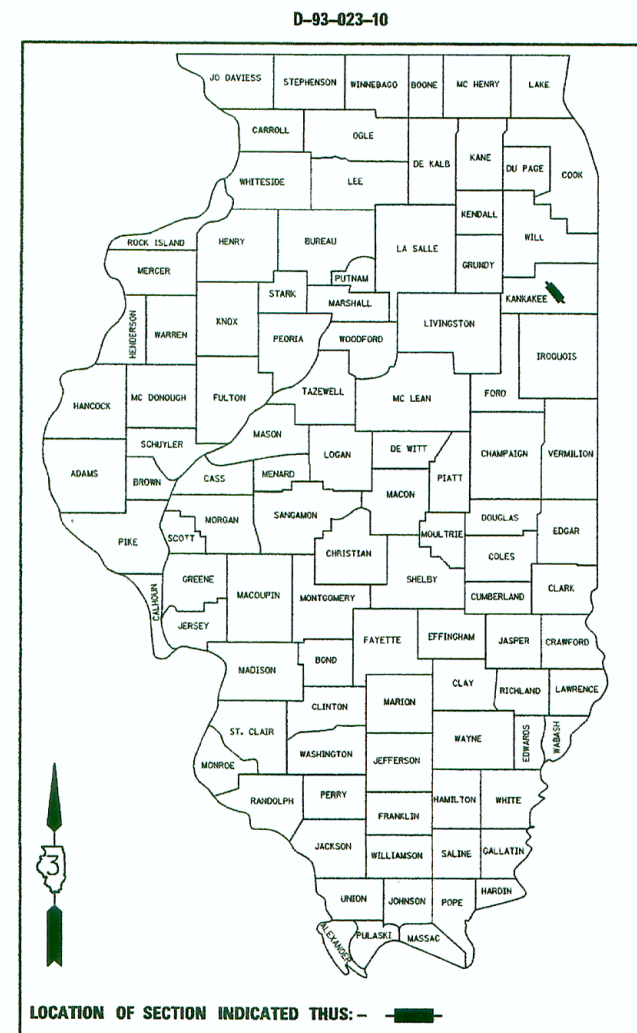 D-93-023-10
JO DAVIESS
STEPHENSON
WINNEBAGO
BOONE
MC HENRY
LAKE
CARROLL
OGLE
DE KALB
KANE
DU PAGE
COOK
WHITESIDE
LEE
KENDALL
WILL
ROCK ISLAND
HENRY
BUREAU
LA SALLE
GRUNDY
MERCER
PUTNAM
STARK
MARSHALL
KANKAKEE
HENDERSON
WARREN
KNOX
PEORIA
WOODFORD
LIVINGSTON
IROQUOIS
HANCOCK
MC DONOUGH
FULTON
TAZEWELL
MC LEAN
FORD
MASON
SCHUYLER
LOGAN
DE WITT
CHAMPAIGN
VERMILION
ADAMS
BROWN
CASS
MENARD
MACON
PIATT
PIKE
SCOTT
MORGAN
SANGAMON
CHRISTIAN
MOULTRIE
DOUGLAS
EDGAR
COLES
CALHOUN
GREENE
MACOUPIN
MONTGOMERY
SHELBY
CUMBERLAND
CLARK
JERSEY
FAYETTE
EFFINGHAM
JASPER
CRAWFORD
MADISON
BOND
CLAY
RICHLAND
LAWRENCE
CLINTON
MARION
ST. CLAIR
WAYNE
EDWARDS
WABASH
MONROE
WASHINGTON
JEFFERSON
RANDOLPH
PERRY
FRANKLIN
HAMILTON
WHITE
JACKSON
WILLIAMSON
SALINE
GALLATIN
3
UNION
JOHNSON
POPE
HARDIN
ALEXANDER
PULASKI
MASSAC
LOCATION OF SECTION INDICATED THUS:-